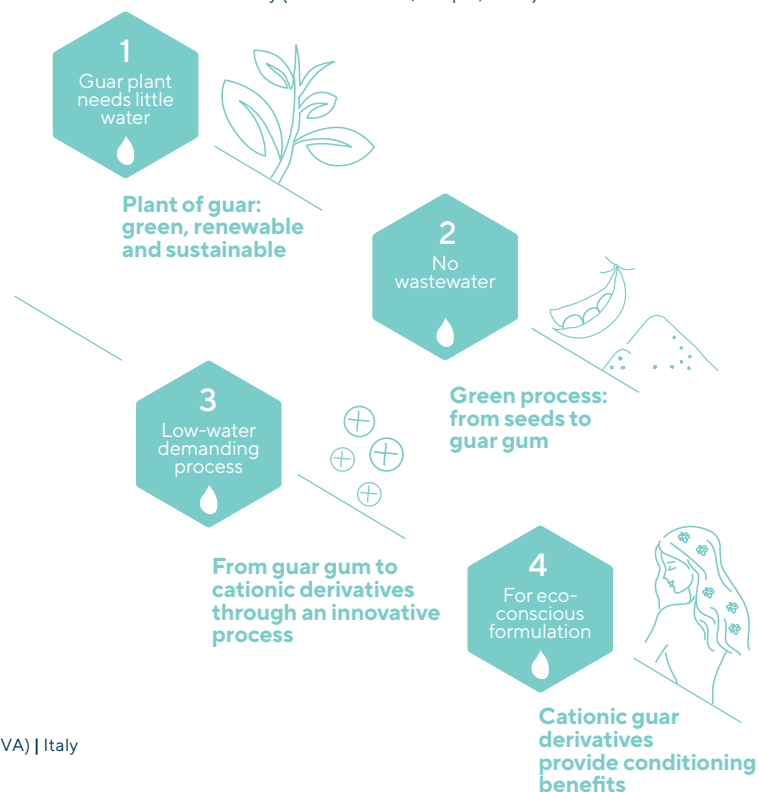 1
Guar plant
needs little
water
Plant of guar:
green, renewable
and sustainable
2
No
wastewater
Green process:
from seeds to
guar gum
3
Low-water
demanding
process
From guar gum to
cationic derivatives
through an innovative
process
4
For eco-
conscious
formulation
Cationic guar
derivatives
provide conditioning
benefits
VA) | Italy